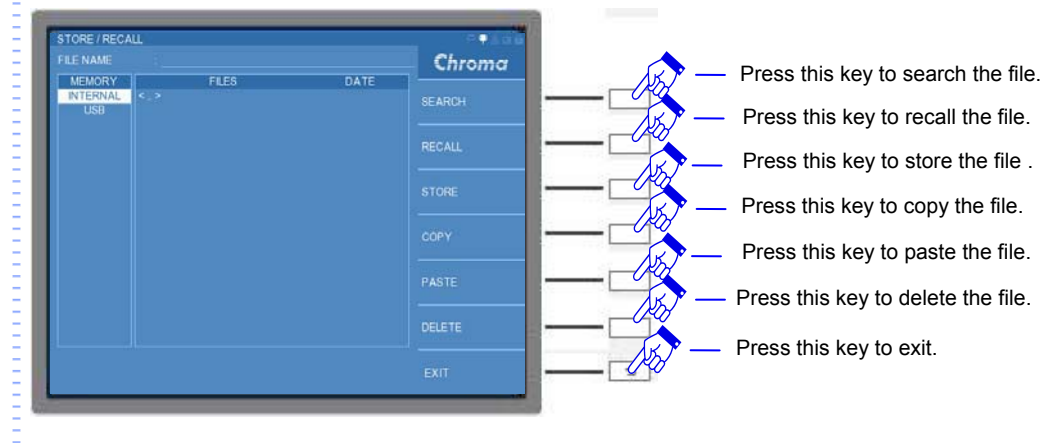 STORE / RECALL
FILE NAME :
Chroma
MEMORY FILES DATE
INTERNAL < . >
USB
SEARCH
RECALL
STORE
COPY
PASTE
DELETE
EXIT
Press this key to search the file.
Press this key to recall the file.
Press this key to store the file .
Press this key to copy the file.
Press this key to paste the file.
Press this key to delete the file.
Press this key to exit.